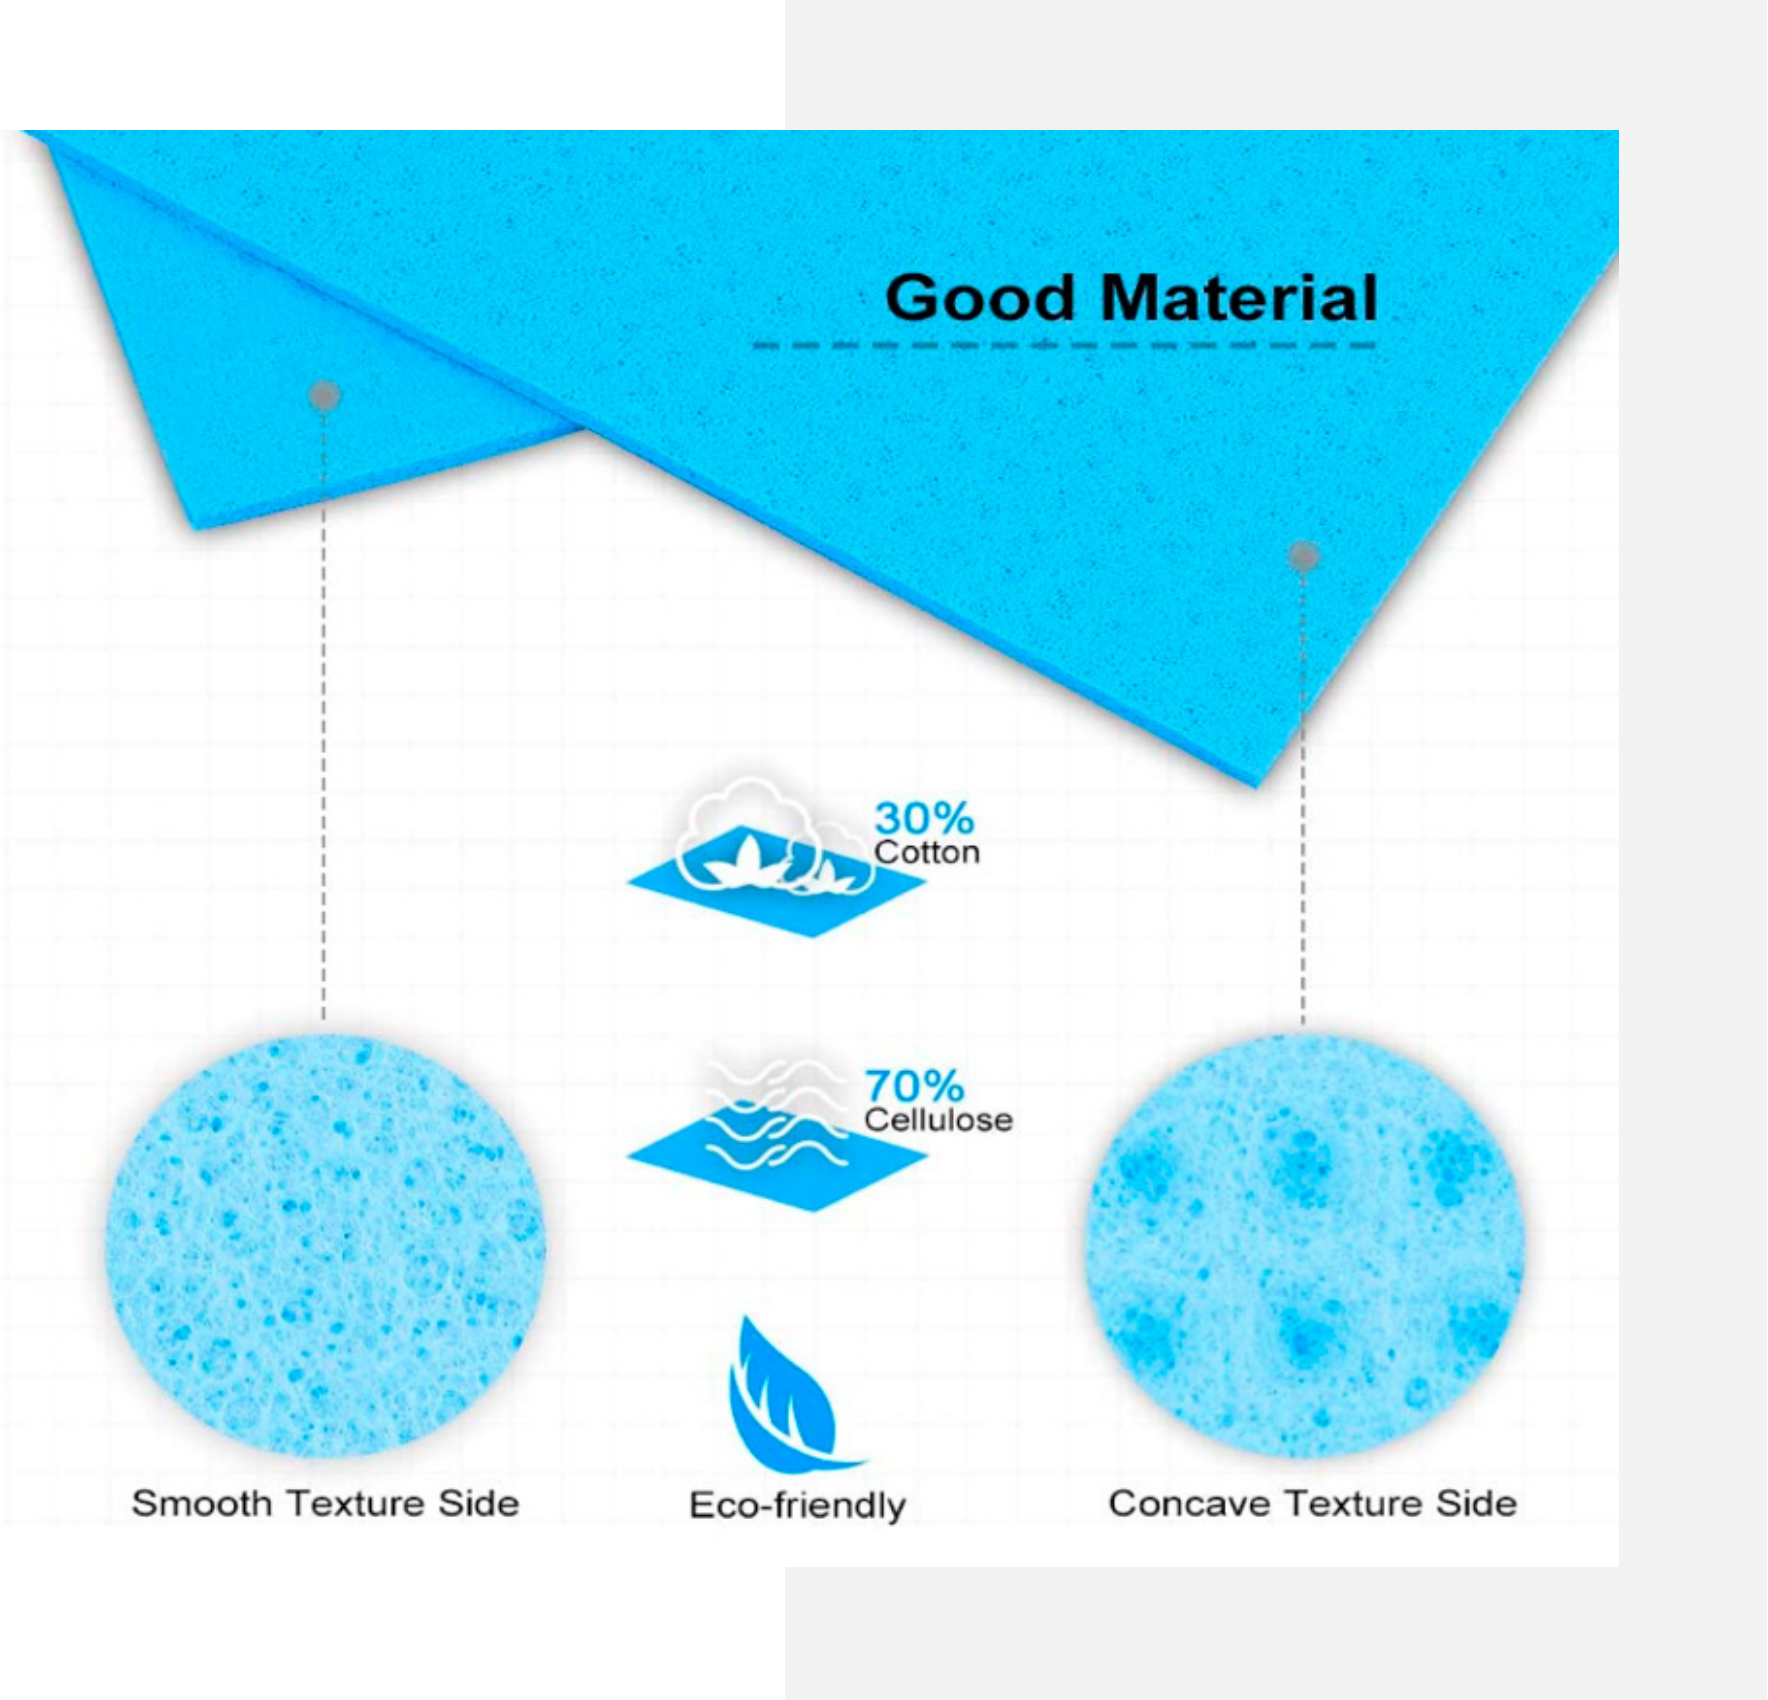 Good Material
30%
Cotton
70%
Cellulose
Smooth Texture Side
Eco-friendly
Concave Texture Side